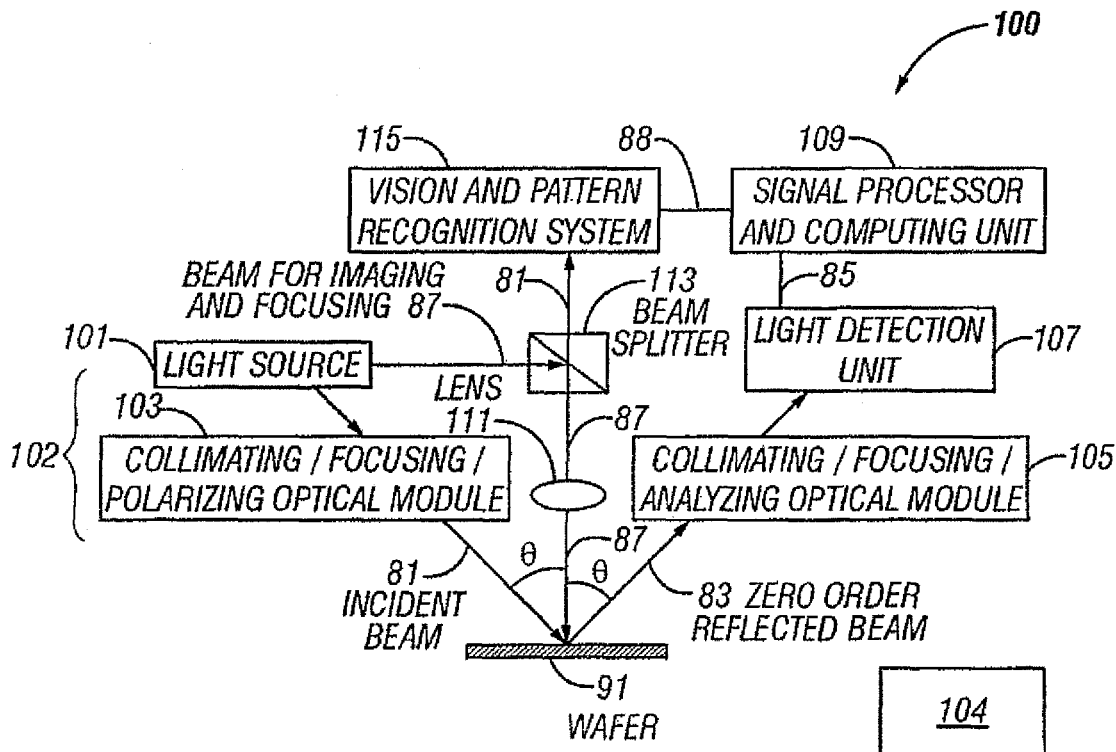 100
115
88
109
VISION AND PATTERN
RECOGNITION SYSTEM
SIGNAL PROCESSOR
AND COMPUTING UNIT
BEAM FOR IMAGING
AND FOCUSING 87
81
113
BEAM
SPLITTER
85
LIGHT DETECTION
UNIT
107
101
LIGHT SOURCE
LENS
111
87
102
103
COLLIMATING / FOCUSING /
POLARIZING OPTICAL MODULE
COLLIMATING / FOCUSING /
ANALYZING OPTICAL MODULE
105
87
θ
θ
81
INCIDENT
BEAM
83 ZERO ORDER
REFLECTED BEAM
91
WAFER
104